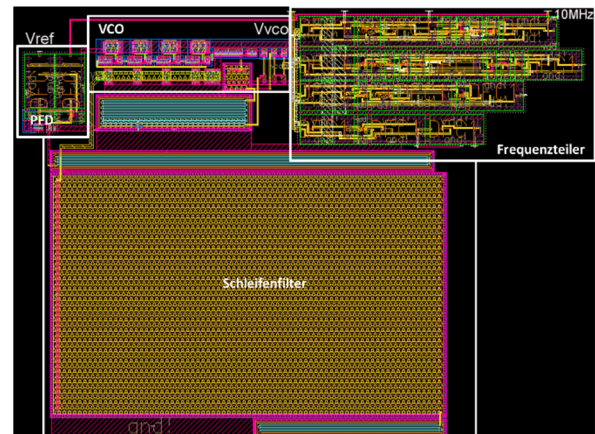 Vref
VCO
Vvco
10MHz
PFD
Frequenzteiler
Schleifenfilter
gnd!